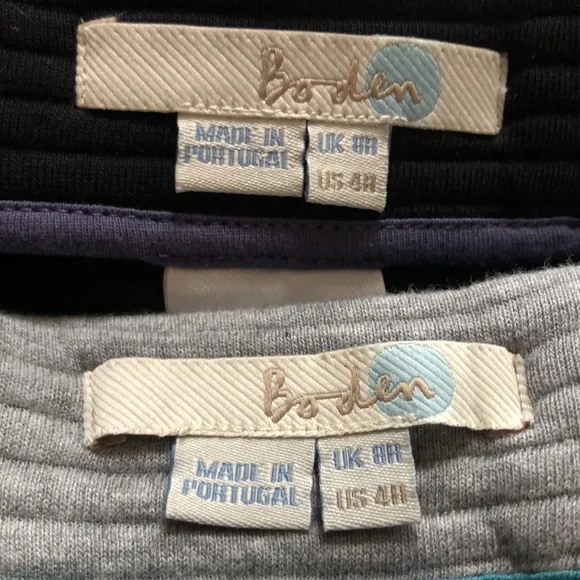 Boden
MADE IN
PORTUGAL
UK 8R
US 4R
Boden
MADE IN
PORTUGAL
UK 8R
US 4R